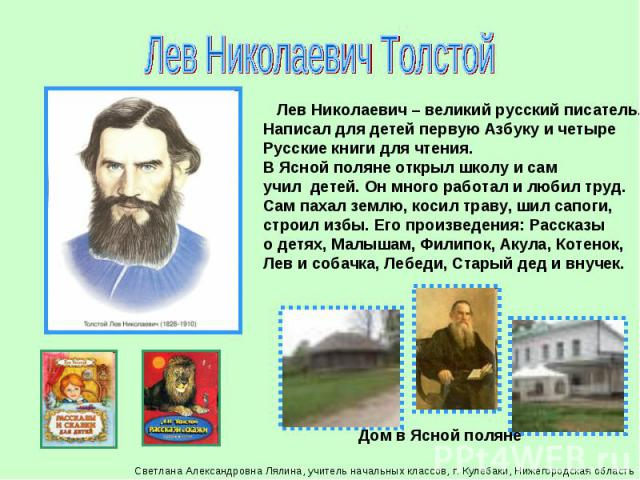 Лев Николаевич Толстой
Лев Николаевич – великий русский писатель.
Написал для детей первую Азбуку и четыре
Русские книги для чтения.
В Ясной поляне открыл школу и сам
учил детей. Он много работал и любил труд.
Сам пахал землю, косил траву, шил сапоги,
строил избы. Его произведения: Рассказы
о детях, Малышам, Филипок, Акула, Котенок,
Лев и собачка, Лебеди, Старый дед и внучек.
Толстой Лев Николаевич (1828-1910)
РАССКАЗЫ
И СКАЗКИ
ДЛЯ ДЕТЕЙ
Дом в Ясной поляне
PPt4WEB.ru
Светлана Александровна Лялина, учитель начальных классов, г. Кулебаки, Нижегородская область